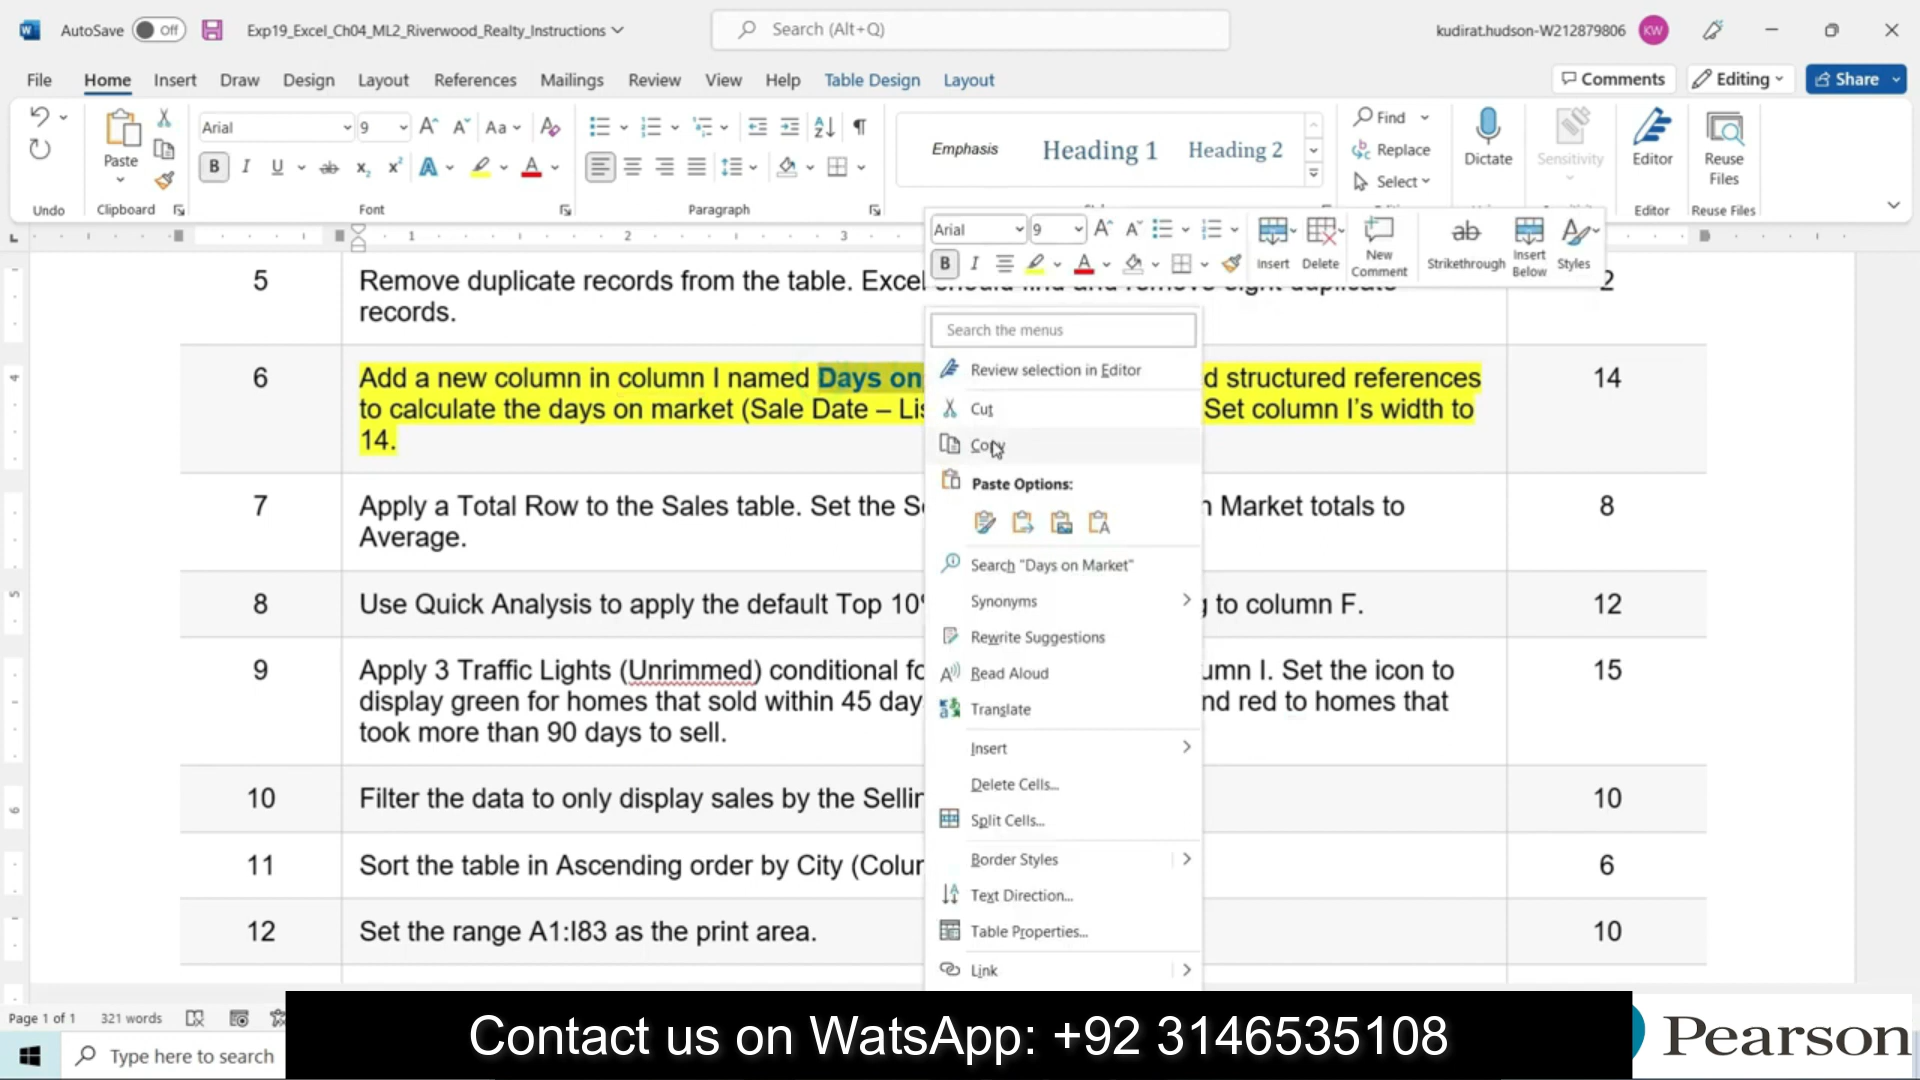 AutoSave Off Exp19_Excel_Ch04_ML2_Riverwood_Realty_Instructions Search (Alt+Q) kudirat.hudson-W212879806 KW
File Home Insert Draw Design Layout References Mailings Review View Help Table Design Layout Comments Editing Share
Arial 9 Aa Emphasis Heading 1 Heading 2 Find Replace Select
Paste Dictate Sensitivity Editor Reuse Files
Undo Clipboard Font Paragraph Editor Reuse Files
Arial 9 Insert Delete New Comment Strikethrough Insert Below Styles
5 Remove duplicate records from the table. Excel should find and remove eight duplicate 2
records.
6 Add a new column in column I named Days on d structured references 14
to calculate the days on market (Sale Date – Lis Set column I’s width to
14.
7 Apply a Total Row to the Sales table. Set the Se n Market totals to 8
Average.
8 Use Quick Analysis to apply the default Top 10% g to column F. 12
9 Apply 3 Traffic Lights (Unrimmed) conditional fo umn I. Set the icon to 15
display green for homes that sold within 45 day nd red to homes that
took more than 90 days to sell.
10 Filter the data to only display sales by the Sellin 10
11 Sort the table in Ascending order by City (Colum 6
12 Set the range A1:I83 as the print area. 10
Search the menus
Review selection in Editor
Cut
Copy
Paste Options:
Search "Days on Market"
Synonyms
Rewrite Suggestions
Read Aloud
Translate
Insert
Delete Cells...
Split Cells...
Border Styles
Text Direction...
Table Properties...
Link
Page 1 of 1 321 words
Type here to search
Contact us on WatsApp: +92 3146535108
Pearson